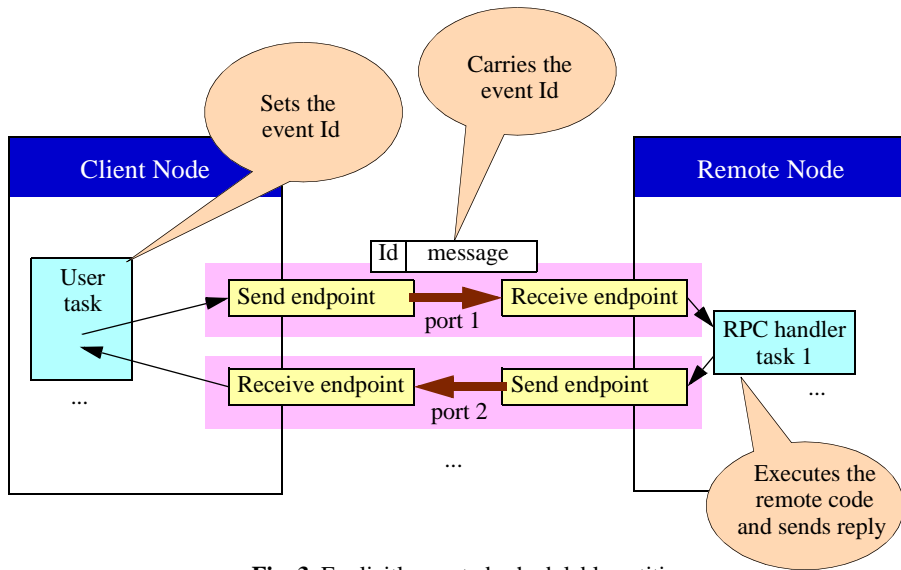 Carries the
event Id
Sets the
event Id
Client Node
Remote Node
Id message
User
task
Send endpoint
Receive endpoint
port 1
RPC handler
task 1
Receive endpoint
Send endpoint
port 2
...
...
...
Executes the
remote code
and sends reply